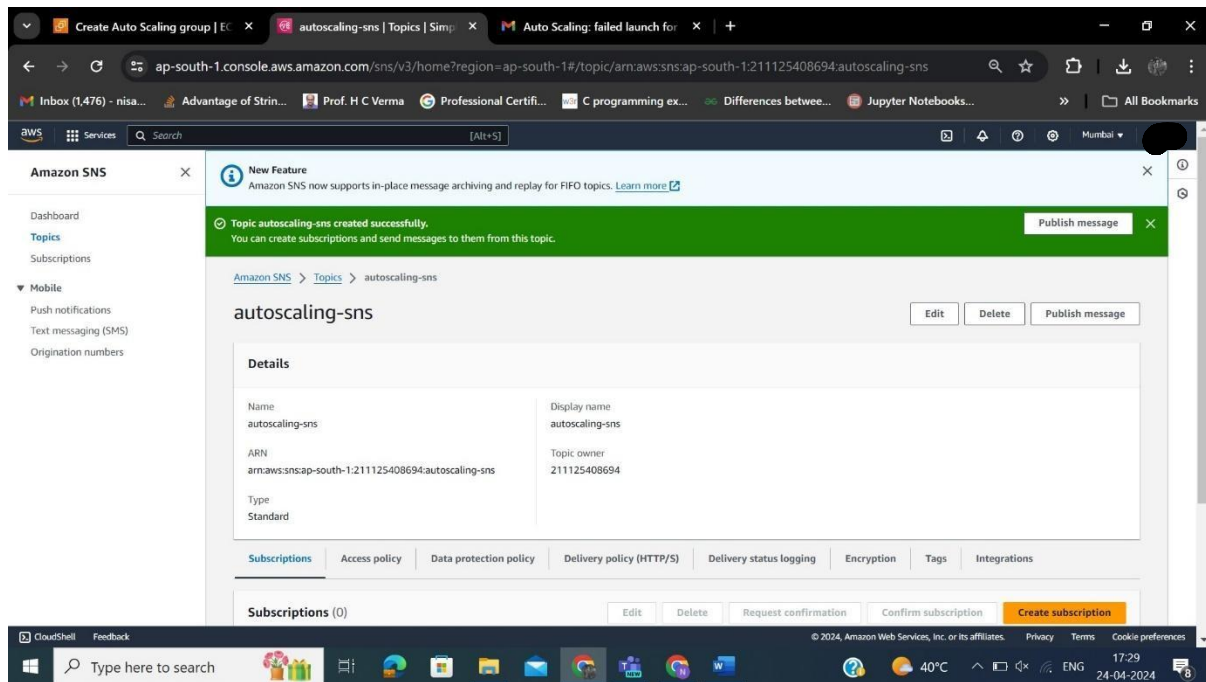 Create Auto Scaling group | EC
autoscaling-sns | Topics | Simp
Auto Scaling: failed launch for
ap-south-1.console.aws.amazon.com/sns/v3/home?region=ap-south-1#/topic/arn:aws:sns:ap-south-1:211125408694:autoscaling-sns
Inbox (1,476) - nisa...
Advantage of Strin...
Prof. H C Verma
Professional Certifi...
C programming ex...
Differences betwee...
Jupyter Notebooks...
»
All Bookmarks
aws
Services
Search
[Alt+S]
Mumbai
Amazon SNS
Dashboard
Topics
Subscriptions
Mobile
Push notifications
Text messaging (SMS)
Origination numbers
New Feature
Amazon SNS now supports in-place message archiving and replay for FIFO topics. Learn more
Topic autoscaling-sns created successfully.
You can create subscriptions and send messages to them from this topic.
Publish message
Amazon SNS > Topics > autoscaling-sns
autoscaling-sns
Edit
Delete
Publish message
Details
Name
autoscaling-sns
ARN
arn:aws:sns:ap-south-1:211125408694:autoscaling-sns
Type
Standard
Display name
autoscaling-sns
Topic owner
211125408694
Subscriptions
Access policy
Data protection policy
Delivery policy (HTTP/S)
Delivery status logging
Encryption
Tags
Integrations
Subscriptions (0)
Edit
Delete
Request confirmation
Confirm subscription
Create subscription
CloudShell
Feedback
© 2024, Amazon Web Services, Inc. or its affiliates.
Privacy
Terms
Cookie preferences
Type here to search
NEW
40°C
ENG
17:29
24-04-2024
8